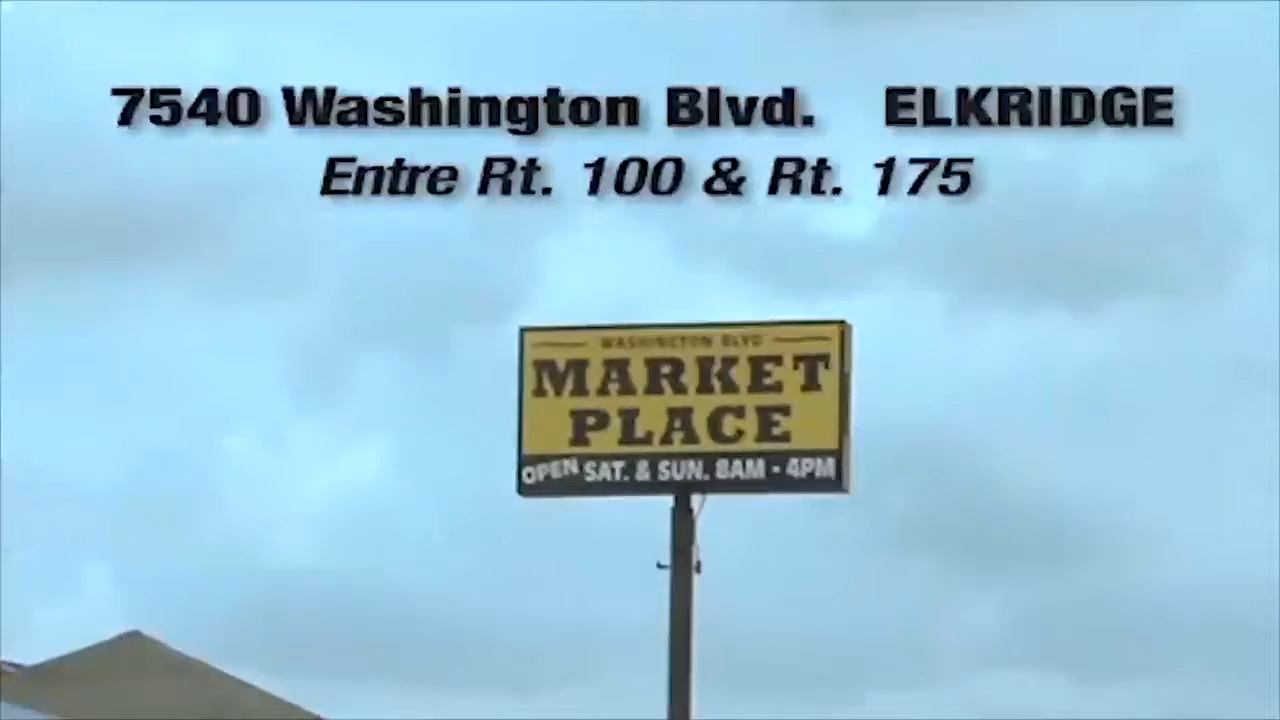 7540 Washington Blvd. ELKRIDGE
Entre Rt. 100 & Rt. 175
WASHINGTON BLVD
MARKET
PLACE
OPEN SAT. & SUN. 8AM - 4PM